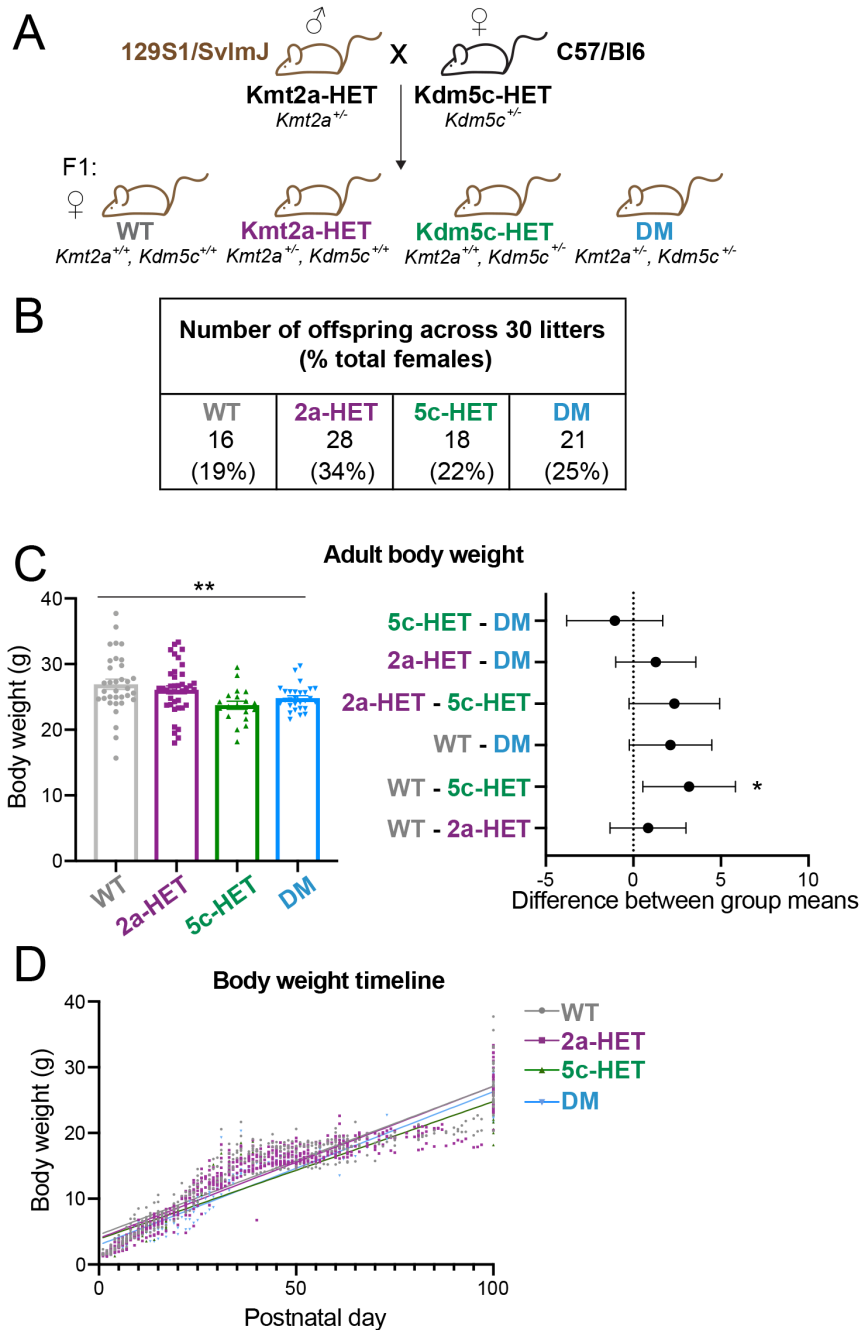 A
♂
♀
129S1/SvlmJ
X
C57/Bl6
Kmt2a-HET
Kdm5c-HET
Kmt2a+/-
Kdm5c+/-
F1:
♀
WT
Kmt2a-HET
Kdm5c-HET
DM
Kmt2a+/+, Kdm5c+/+
Kmt2a+/-, Kdm5c+/+
Kmt2a+/+, Kdm5c+/-
Kmt2a+/-, Kdm5c+/-
B
Number of offspring across 30 litters
(% total females)
WT
2a-HET
5c-HET
DM
16
28
18
21
(19%)
(34%)
(22%)
(25%)
C
Adult body weight
**
Body weight (g)
40
30
20
10
0
WT
2a-HET
5c-HET
DM
5c-HET - DM
2a-HET - DM
2a-HET - 5c-HET
WT - DM
WT - 5c-HET
*
WT - 2a-HET
-5
0
5
10
Difference between group means
D
Body weight timeline
Body weight (g)
40
30
20
10
0
0
50
100
Postnatal day
WT
2a-HET
5c-HET
DM